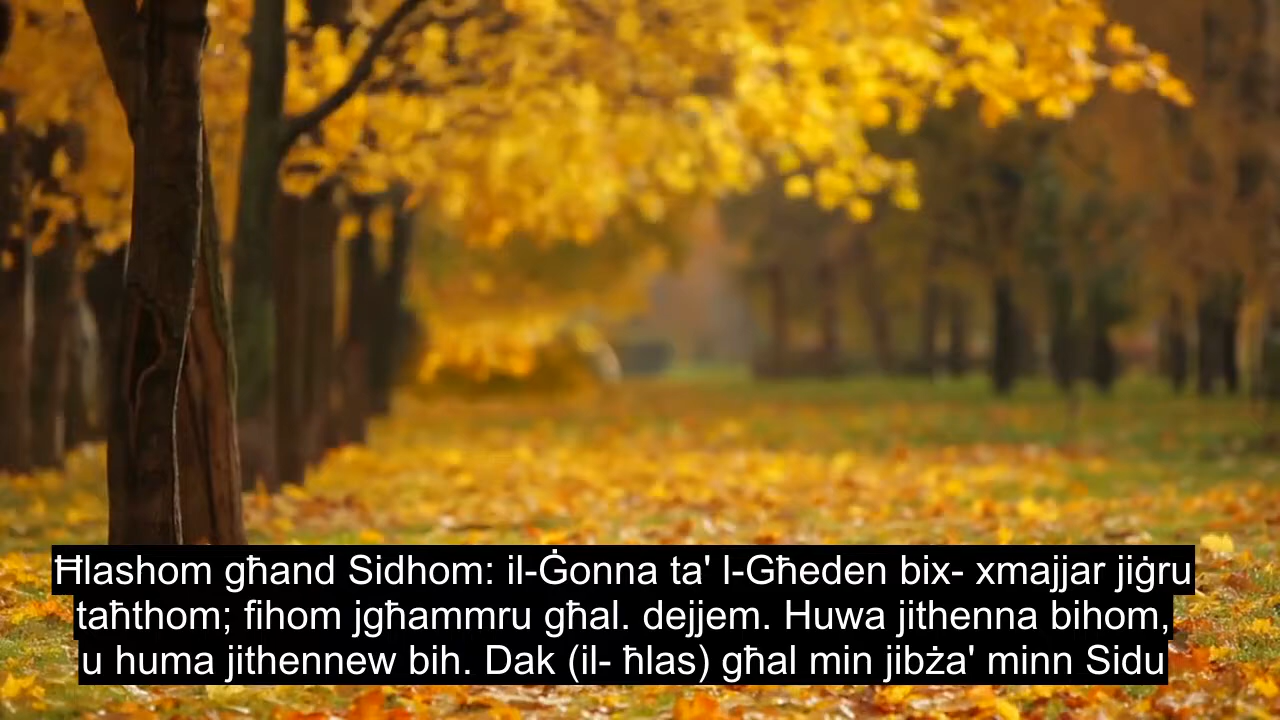 Ħlashom għand Sidhom: il-Ġonna ta' l-Għeden bix- xmajjar jiġru
taħthom; fihom jgħammru għal. dejjem. Huwa jithenna bihom,
u huma jithennew bih. Dak (il- ħlas) għal min jibża' minn Sidu